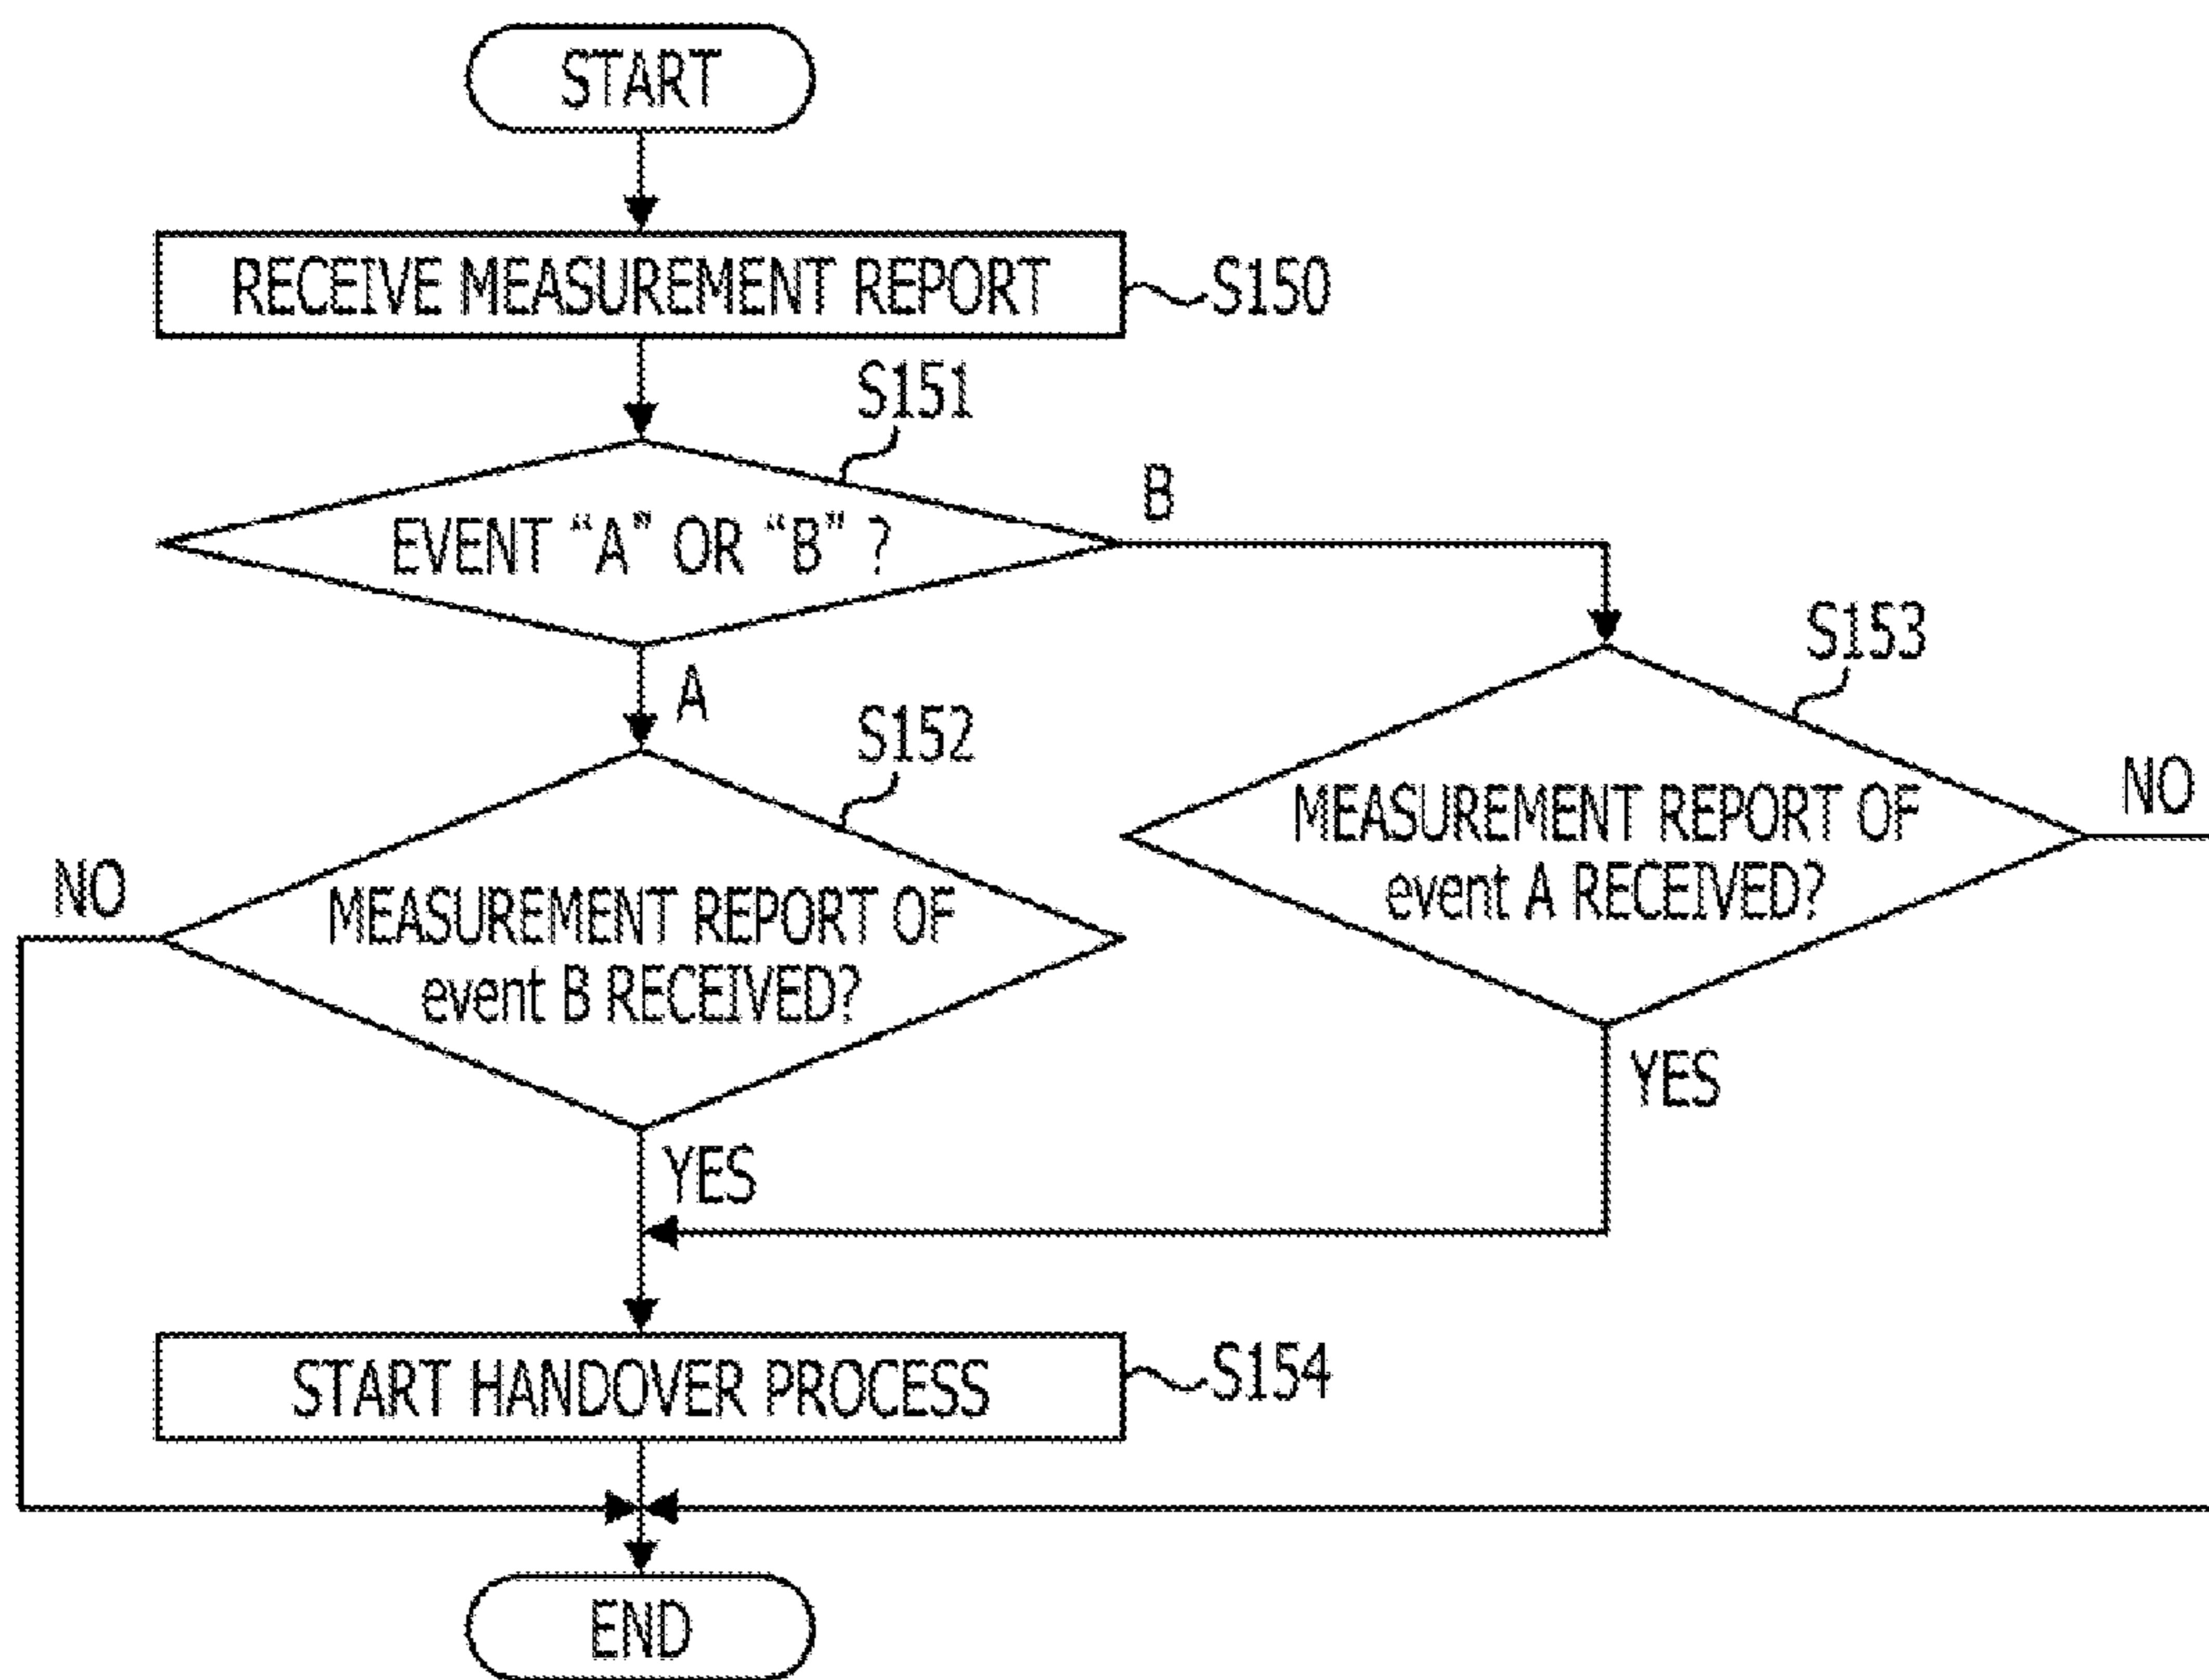 START
RECEIVE MEASUREMENT REPORT
S150
S151
EVENT “A” OR “B” ?
B
A
S153
MEASUREMENT REPORT OF
event A RECEIVED?
NO
YES
S152
MEASUREMENT REPORT OF
event B RECEIVED?
NO
YES
START HANDOVER PROCESS
S154
END